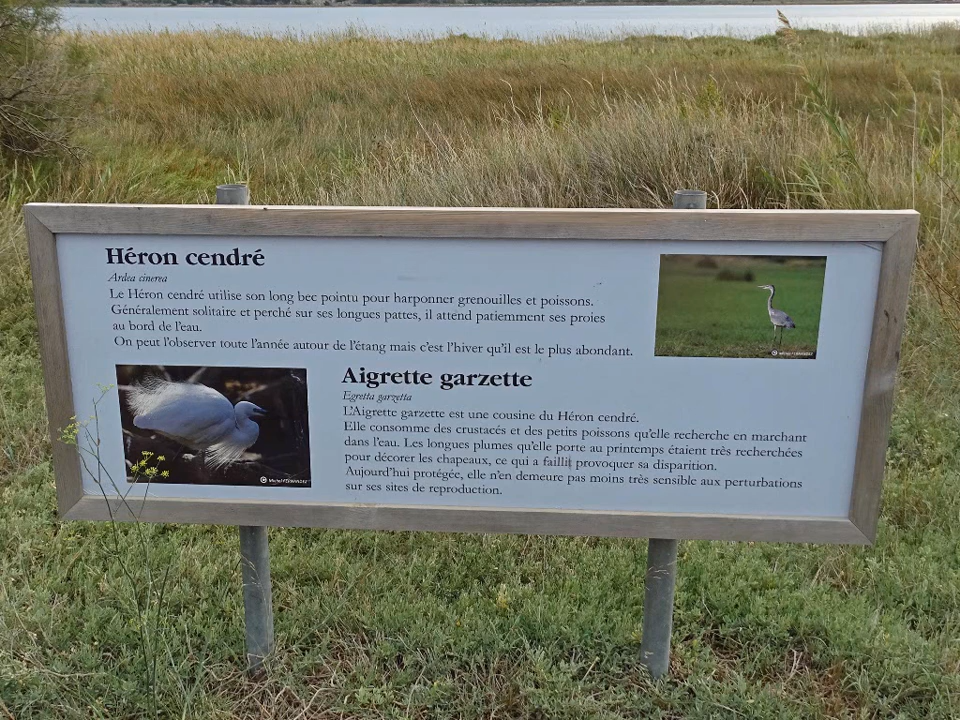 Héron cendré
Ardea cinerea
Le Héron cendré utilise son long bec pointu pour harponner grenouilles et poissons.
Généralement solitaire et perché sur ses longues pattes, il attend patiemment ses proies
au bord de l'eau.
On peut l'observer toute l'année autour de l'étang mais c'est l'hiver qu'il est le plus abondant.
Aigrette garzette
Egretta garzetta
L'Aigrette garzette est une cousine du Héron cendré.
Elle consomme des crustacés et des petits poissons qu'elle recherche en marchant
dans l'eau. Les longues plumes qu'elle porte au printemps étaient très recherchées
pour décorer les chapeaux, ce qui a faillit provoquer sa disparition.
Aujourd'hui protégée, elle n'en demeure pas moins très sensible aux perturbations
sur ses sites de reproduction.
Michel FERNANDEZ